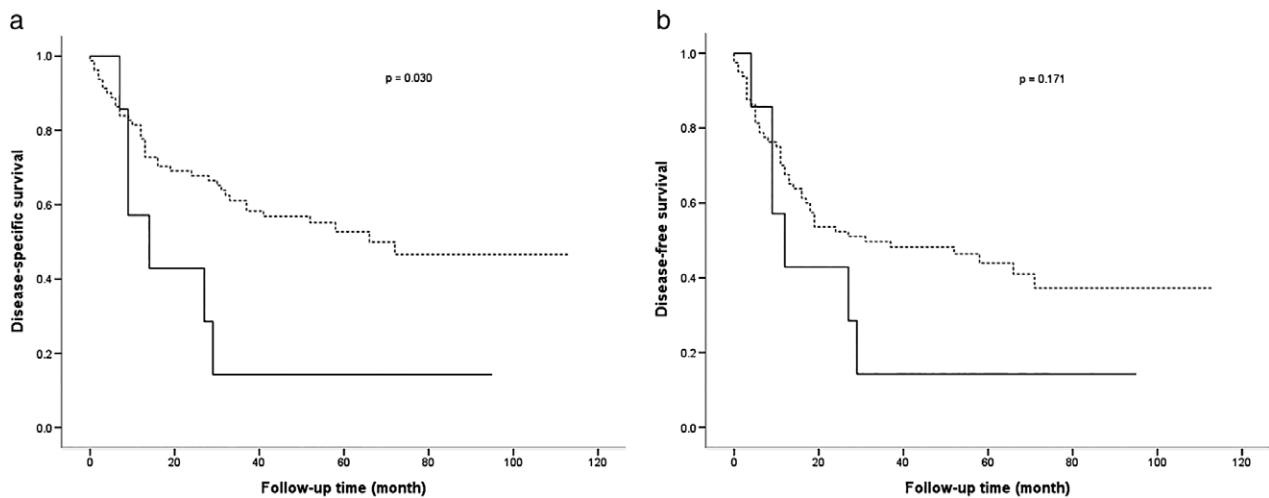 a
p = 0.030
Disease-specific survival
1.0
0.8
0.6
0.4
0.2
0.0
0 20 40 60 80 100 120
Follow-up time (month)
b
p = 0.171
Disease-free survival
1.0
0.8
0.6
0.4
0.2
0.0
0 20 40 60 80 100 120
Follow-up time (month)